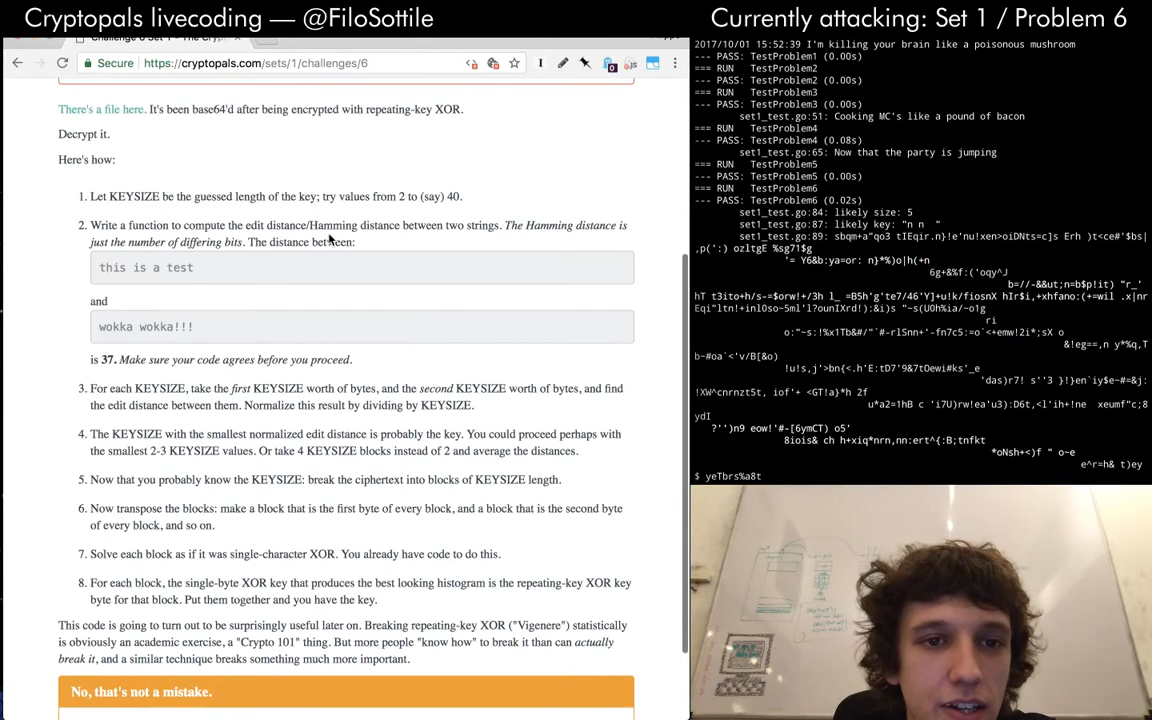 Cryptopals livecoding — @FiloSottile
Currently attacking: Set 1 / Problem 6
Secure
https://cryptopals.com/sets/1/challenges/6
There's a file here. It's been base64'd after being encrypted with repeating-key XOR.
Decrypt it.
Here's how:
1. Let KEYSIZE be the guessed length of the key; try values from 2 to (say) 40.
2. Write a function to compute the edit distance/Hamming distance between two strings. The Hamming distance is
just the number of differing bits. The distance between:
this is a test
and
wokka wokka!!!
is 37. Make sure your code agrees before you proceed.
3. For each KEYSIZE, take the first KEYSIZE worth of bytes, and the second KEYSIZE worth of bytes, and find
the edit distance between them. Normalize this result by dividing by KEYSIZE.
4. The KEYSIZE with the smallest normalized edit distance is probably the key. You could proceed perhaps with
the smallest 2-3 KEYSIZE values. Or take 4 KEYSIZE blocks instead of 2 and average the distances.
5. Now that you probably know the KEYSIZE: break the ciphertext into blocks of KEYSIZE length.
6. Now transpose the blocks: make a block that is the first byte of every block, and a block that is the second byte
of every block, and so on.
7. Solve each block as if it was single-character XOR. You already have code to do this.
8. For each block, the single-byte XOR key that produces the best looking histogram is the repeating-key XOR key
byte for that block. Put them together and you have the key.
This code is going to turn out to be surprisingly useful later on. Breaking repeating-key XOR ("Vigenere") statistically
is obviously an academic exercise, a "Crypto 101" thing. But more people "know how" to break it than can actually
break it, and a similar technique breaks something much more important.
No, that's not a mistake.
2017/10/01 15:52:39 I'm killing your brain like a poisonous mushroom
--- PASS: TestProblem1 (0.00s)
=== RUN   TestProblem2
--- PASS: TestProblem2 (0.00s)
=== RUN   TestProblem3
--- PASS: TestProblem3 (0.00s)
set1_test.go:51: Cooking MC's like a pound of bacon
=== RUN   TestProblem4
--- PASS: TestProblem4 (0.08s)
set1_test.go:65: Now that the party is jumping
=== RUN   TestProblem5
--- PASS: TestProblem5 (0.00s)
=== RUN   TestProblem6
--- PASS: TestProblem6 (0.02s)
set1_test.go:84: likely size: 5
set1_test.go:87: likely key: "n n  "
set1_test.go:89:
$ yeTbrs%a8t